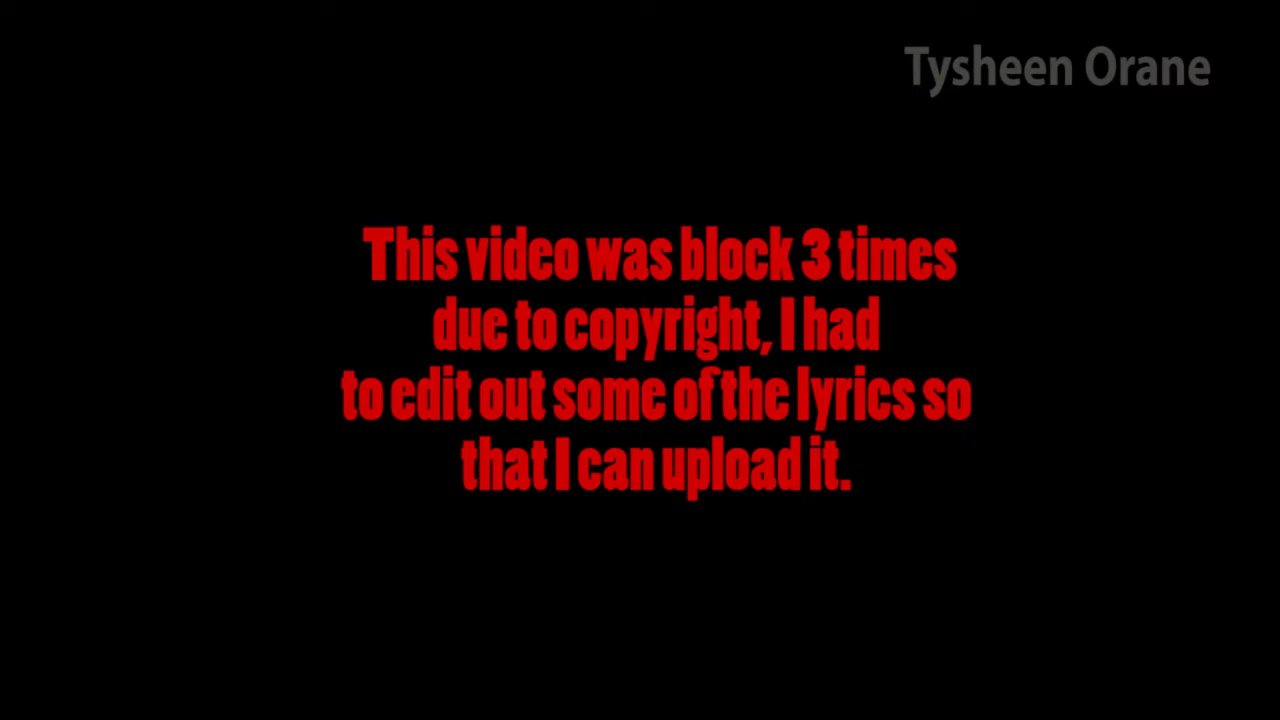 Tysheen Orane
This video was block 3 times
due to copyright, I had
to edit out some of the lyrics so
that I can upload it.